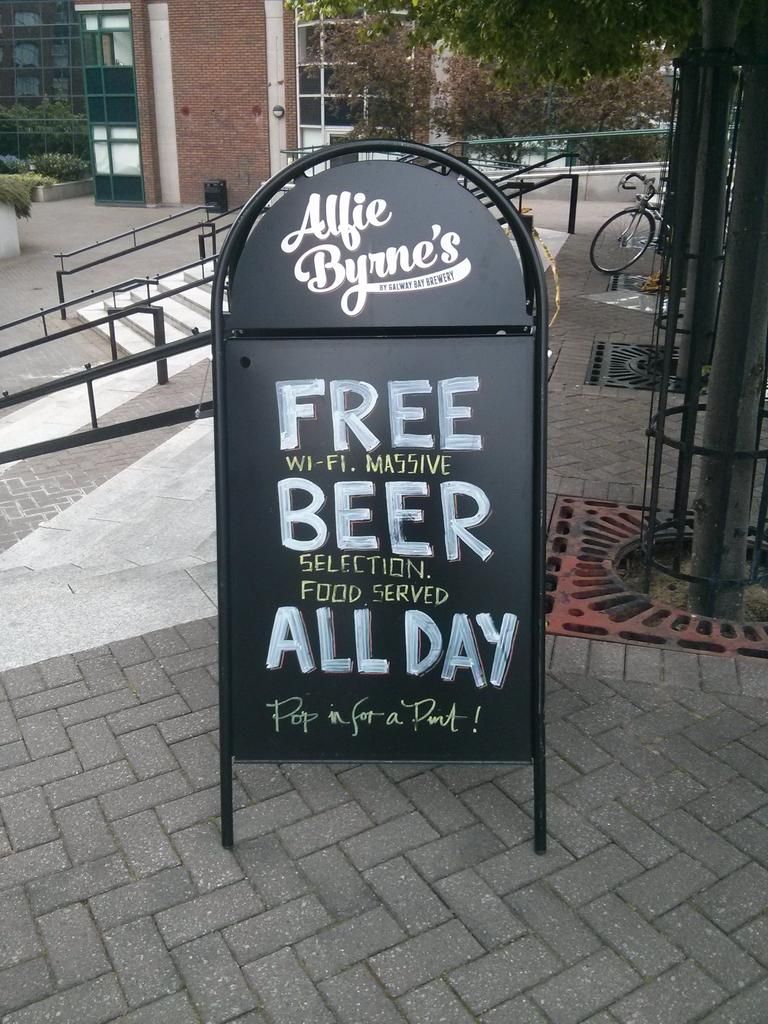 Alfie
Byrne's
BY GALWAY BAY BREWERY
FREE
WI-FI. MASSIVE
BEER
SELECTION.
FOOD SERVED
ALL DAY
Pop in for a Pint!